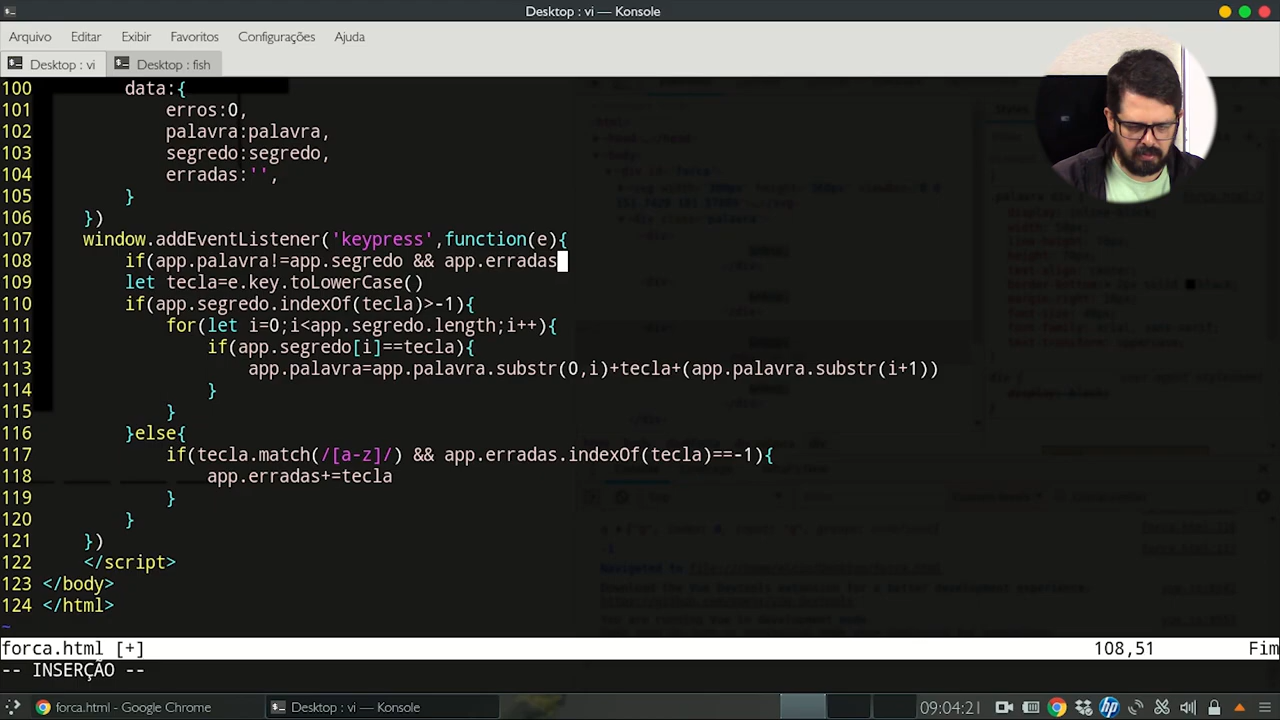 Desktop : vi — Konsole
Arquivo Editar Exibir Favoritos Configurações Ajuda
Desktop : vi Desktop : fish
100 data:{
101 erros:0,
102 palavra:palavra,
103 segredo:segredo,
104 erradas:'',
105 }
106 })
107 window.addEventListener('keypress',function(e){
108 if(app.palavra!=app.segredo && app.erradas
109 let tecla=e.key.toLowerCase()
110 if(app.segredo.indexOf(tecla)>-1){
111 for(let i=0;i<app.segredo.length;i++){
112 if(app.segredo[i]==tecla){
113 app.palavra=app.palavra.substr(0,i)+tecla+(app.palavra.substr(i+1))
114 }
115 }
116 }else{
117 if(tecla.match(/[a-z]/) && app.erradas.indexOf(tecla)==-1){
118 app.erradas+=tecla
119 }
120 }
121 })
122 </script>
123 </body>
124 </html>
~
forca.html [+] 108,51 Fim
-- INSERÇÃO --
forca.html - Google Chrome Desktop : vi — Konsole 09:04:21